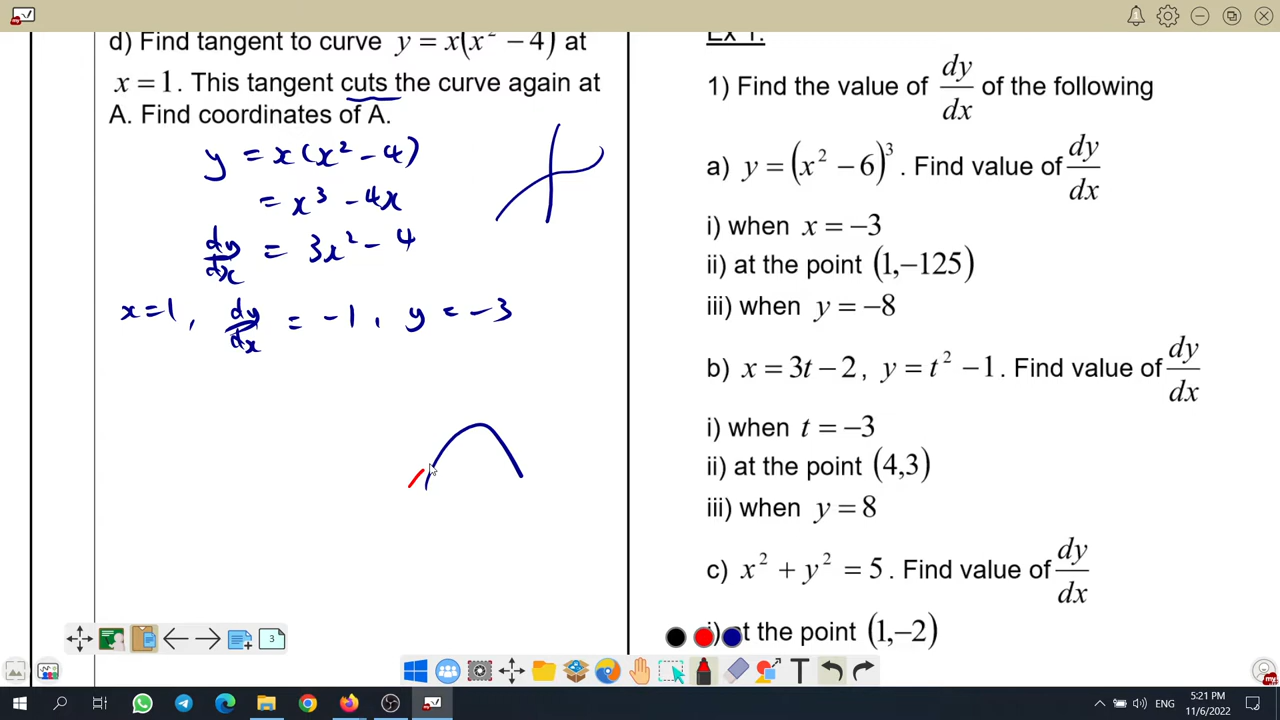 d) Find tangent to curve y = x(x² − 4) at
x = 1. This tangent cuts the curve again at
A. Find coordinates of A.
y = x(x² − 4)
= x³ − 4x
dy/dx = 3x² − 4
x=1, dy/dx = −1, y = −3
Ex 1.
1) Find the value of dy/dx of the following
a) y = (x² − 6)³. Find value of dy/dx
i) when x = −3
ii) at the point (1,−125)
iii) when y = −8
b) x = 3t − 2, y = t² − 1. Find value of dy/dx
i) when t = −3
ii) at the point (4,3)
iii) when y = 8
c) x² + y² = 5. Find value of dy/dx
i) at the point (1,−2)
3
T
ENG
5:21 PM
11/6/2022